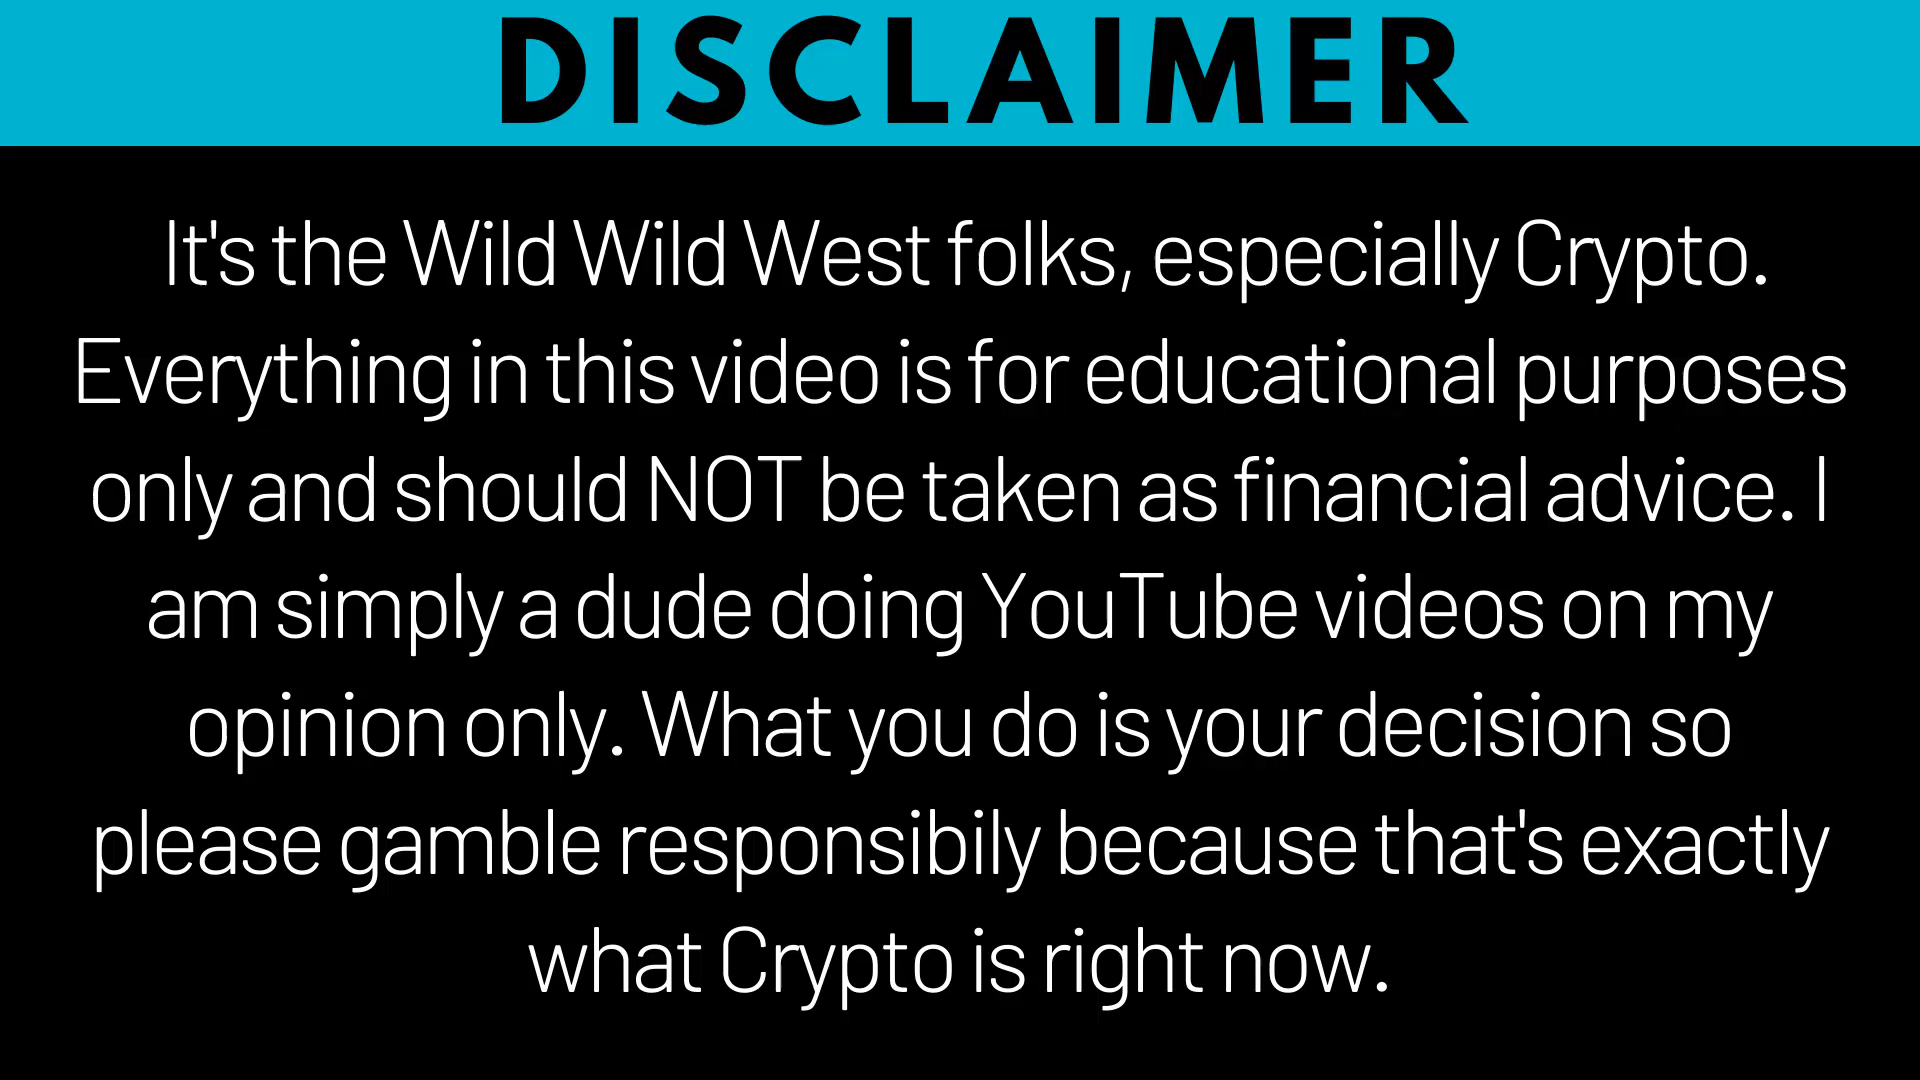 DISCLAIMER
It's the Wild Wild West folks, especially Crypto.
Everything in this video is for educational purposes
only and should NOT be taken as financial advice. I
am simply a dude doing YouTube videos on my
opinion only. What you do is your decision so
please gamble responsibily because that's exactly
what Crypto is right now.